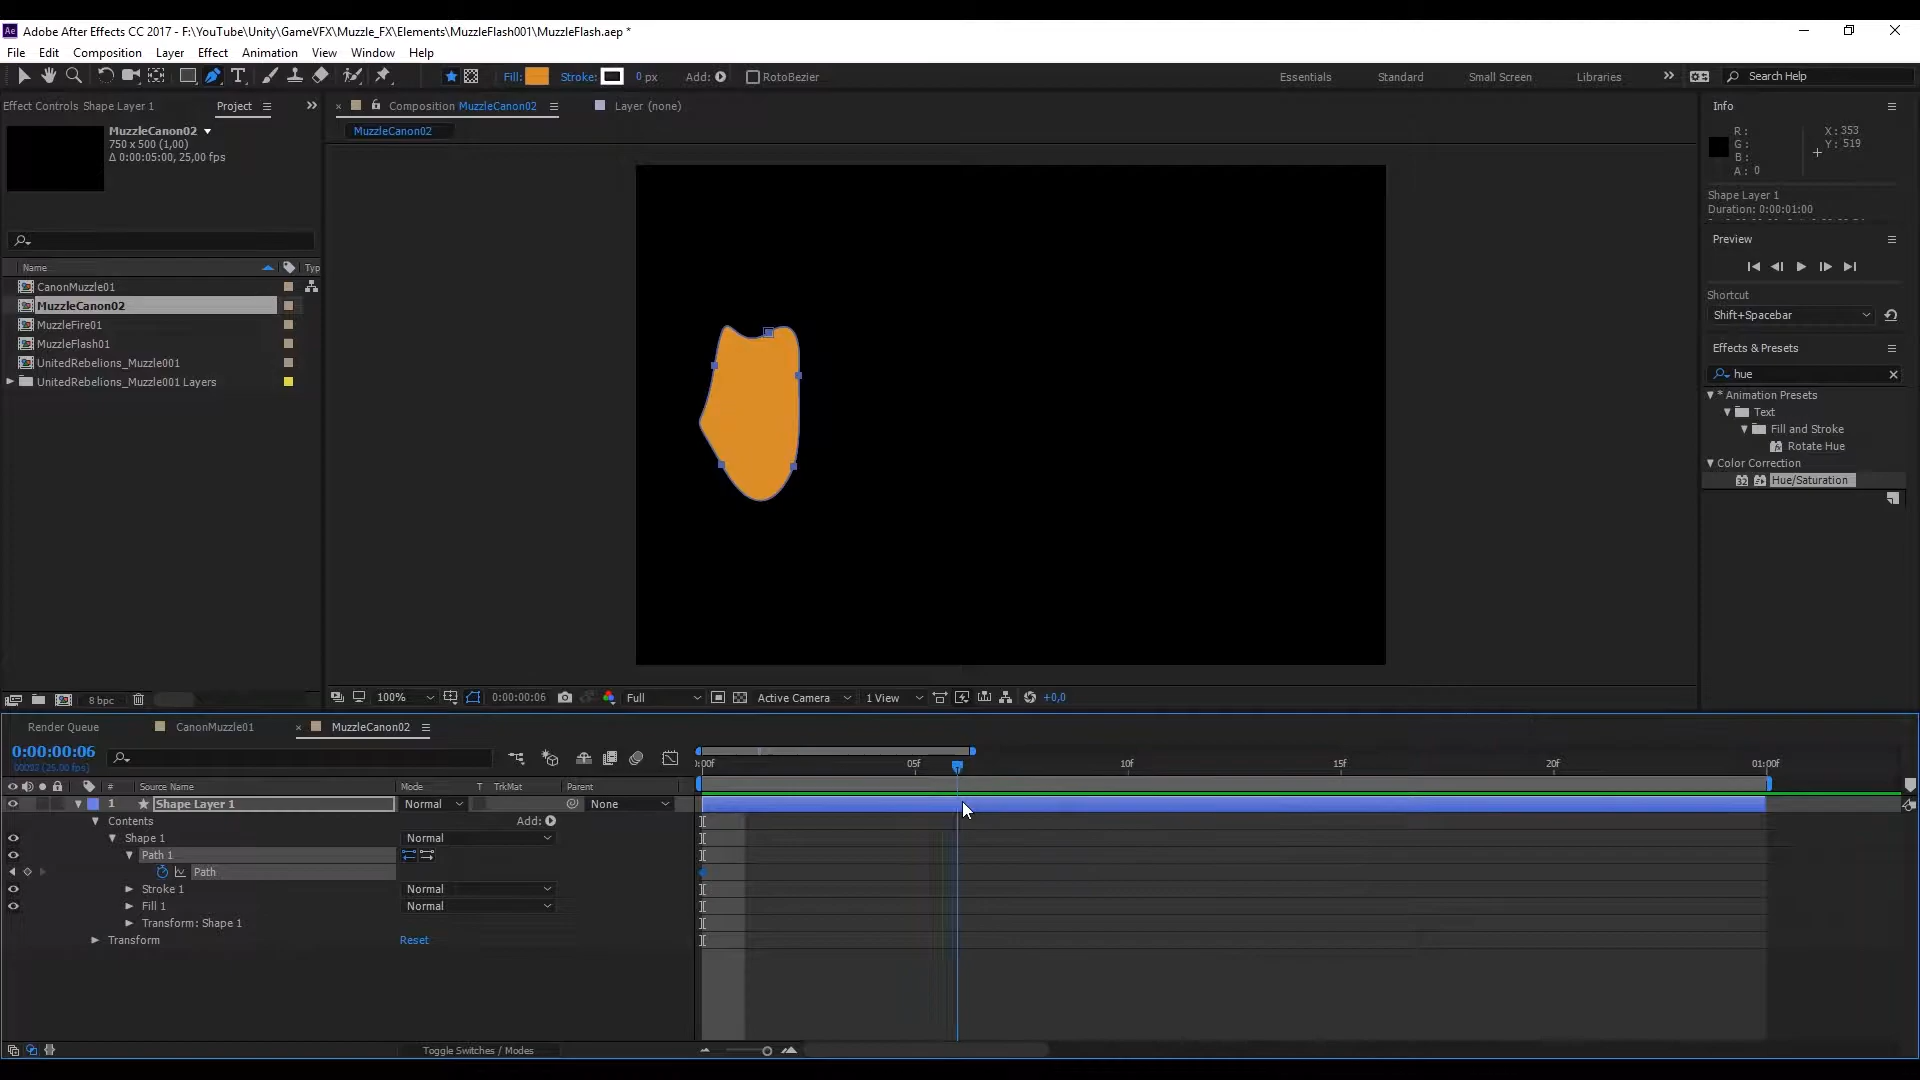 Ae Adobe After Effects CC 2017 - F:\YouTube\Unity\GameVFX\Muzzle_FX\Elements\MuzzleFlash001\MuzzleFlash.aep *
File Edit Composition Layer Effect Animation View Window Help
T Fill: Stroke: 0 px Add: RotoBezier Essentials Standard Small Screen Libraries Search Help
Effect Controls Shape Layer 1 Project
Composition MuzzleCanon02 Layer (none)
MuzzleCanon02
MuzzleCanon02
750 x 500 (1,00)
Δ 0:00:05:00, 25,00 fps
Name Typ
CanonMuzzle01
MuzzleCanon02
MuzzleFire01
MuzzleFlash01
UnitedRebelions_Muzzle001
UnitedRebelions_Muzzle001 Layers
8 bpc
100% 0:00:00:06 Full Active Camera 1 View +0,0
Info
R : X : 353
G : Y : 519
B :
A : 0
Shape Layer 1
Duration: 0:00:01:00
Preview
Shortcut
Shift+Spacebar
Effects & Presets
hue
* Animation Presets
Text
Fill and Stroke
Rotate Hue
Color Correction
32 Hue/Saturation
Render Queue CanonMuzzle01 MuzzleCanon02
0:00:00:06
:00f 05f 10f 15f 20f 01:00f
# Source Name Mode T TrkMat Parent
1 Shape Layer 1 Normal None
Contents Add:
Shape 1 Normal
Path 1
Path
Stroke 1 Normal
Fill 1 Normal
Transform: Shape 1
Transform Reset
Toggle Switches / Modes